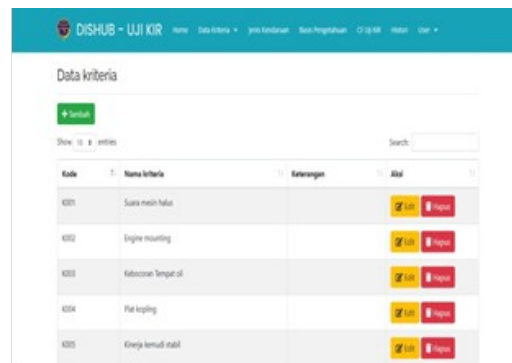 DISHUB - UJI KIR Home Data Kriteria Jenis Kendaraan Basis Pengetahuan CF Uji KIR Histori User
Data kriteria
+ Tambah
Show 10 entries Search:
Kode Nama kriteria Keterangan Aksi
K001 Suara mesin halus Edit Hapus
K002 Engine mounting Edit Hapus
K003 Kebocoran Tempat oli Edit Hapus
K004 Plat kopling Edit Hapus
K005 Kinerja kemudi stabil Edit Hapus